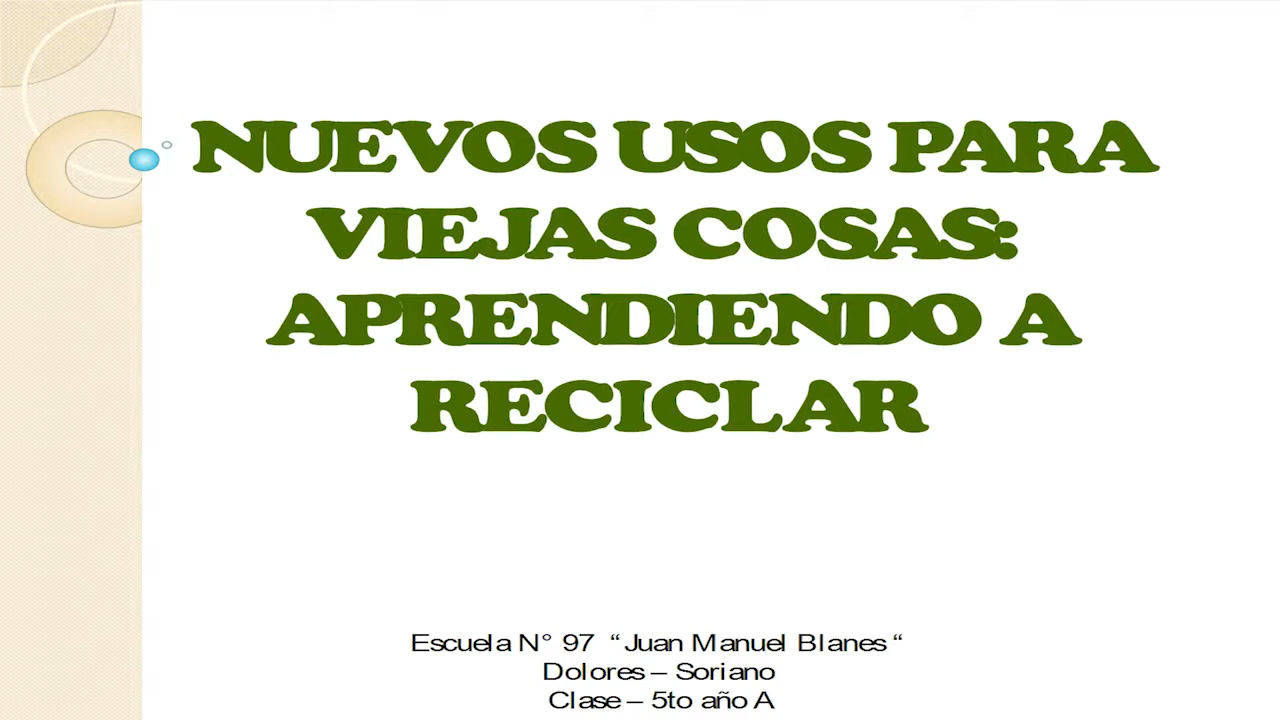 NUEVOS USOS PARA
VIEJAS COSAS:
APRENDIENDO A
RECICLAR
Escuela N° 97 “ Juan Manuel Blanes “
Dolores – Soriano
Clase – 5to año A